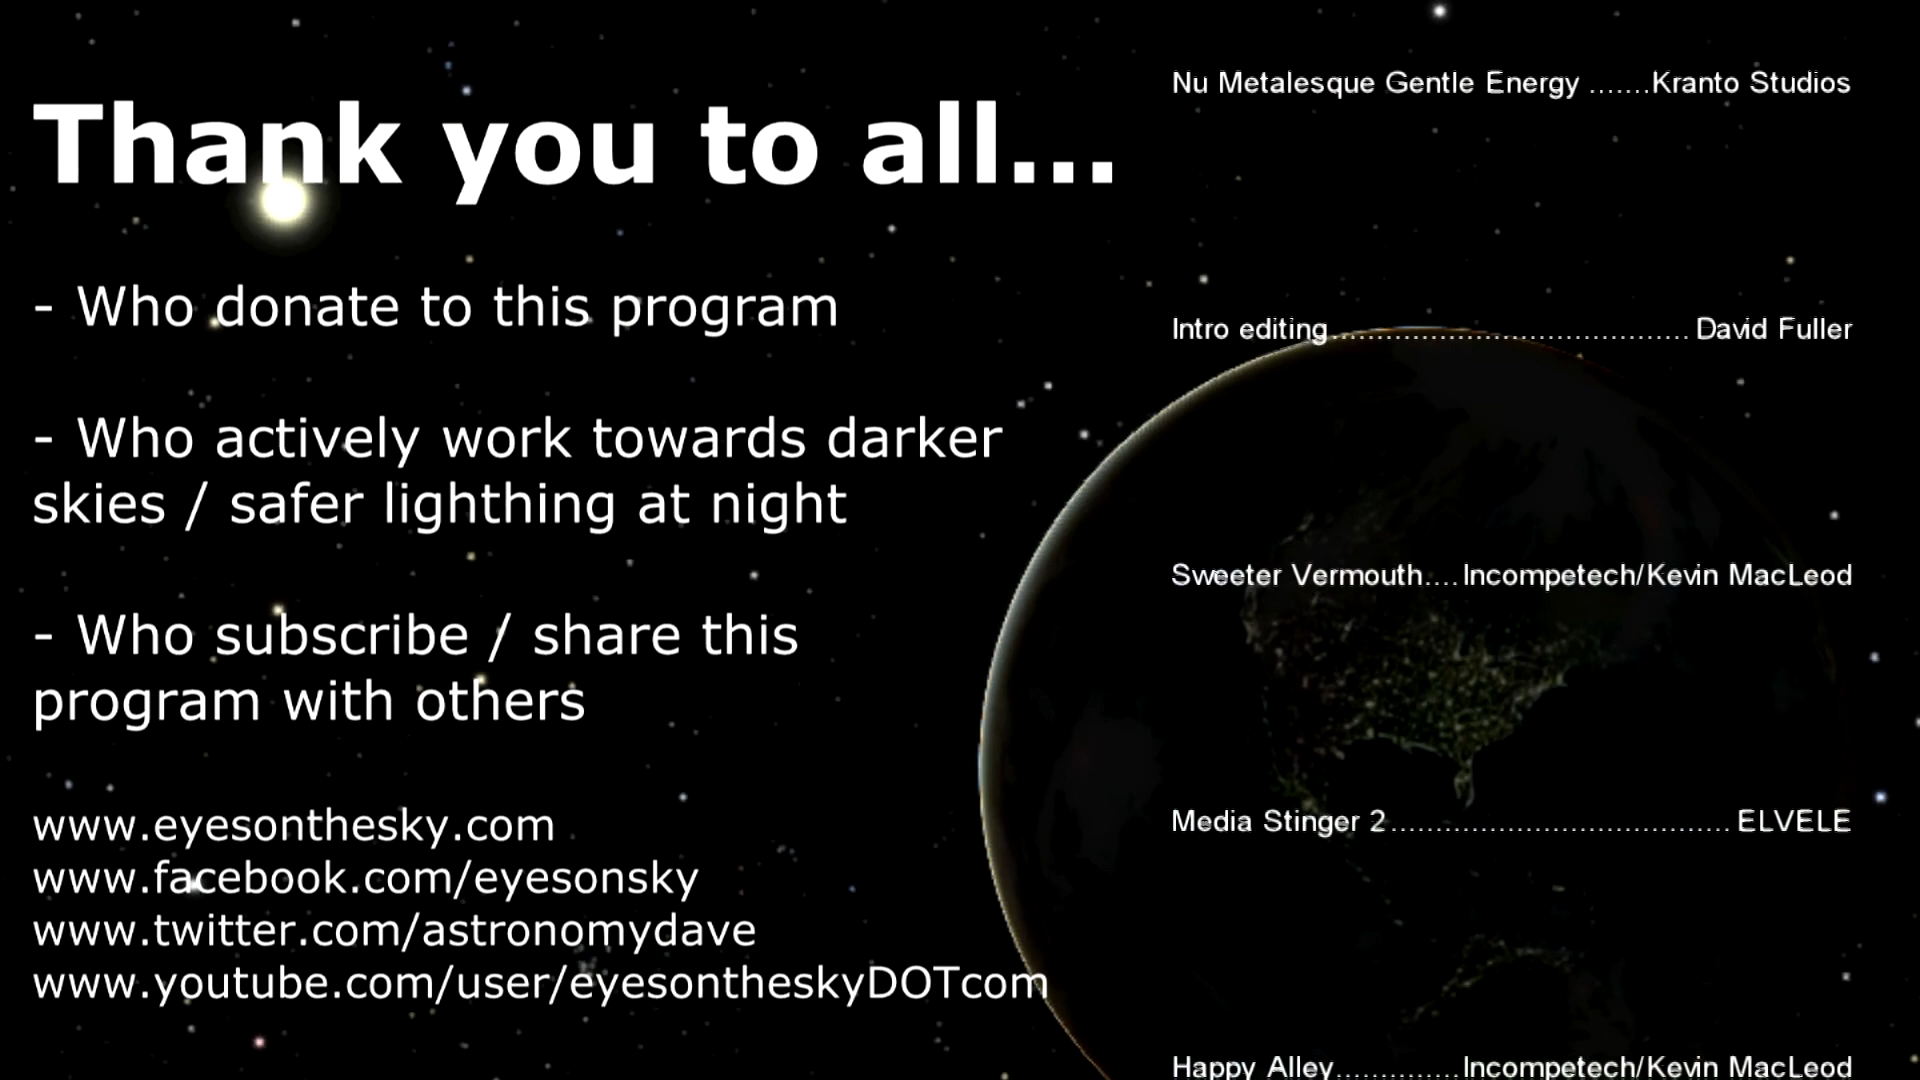 Thank you to all...
- Who donate to this program
- Who actively work towards darker
skies / safer lighthing at night
- Who subscribe / share this
program with others
www.eyesonthesky.com
www.facebook.com/eyesonsky
www.twitter.com/astronomydave
www.youtube.com/user/eyesontheskyDOTcom
Nu Metalesque Gentle Energy .......Kranto Studios
Intro editing........................................ David Fuller
Sweeter Vermouth....Incompetech/Kevin MacLeod
Media Stinger 2...................................... ELVELE
Happy Alley..............Incompetech/Kevin MacLeod